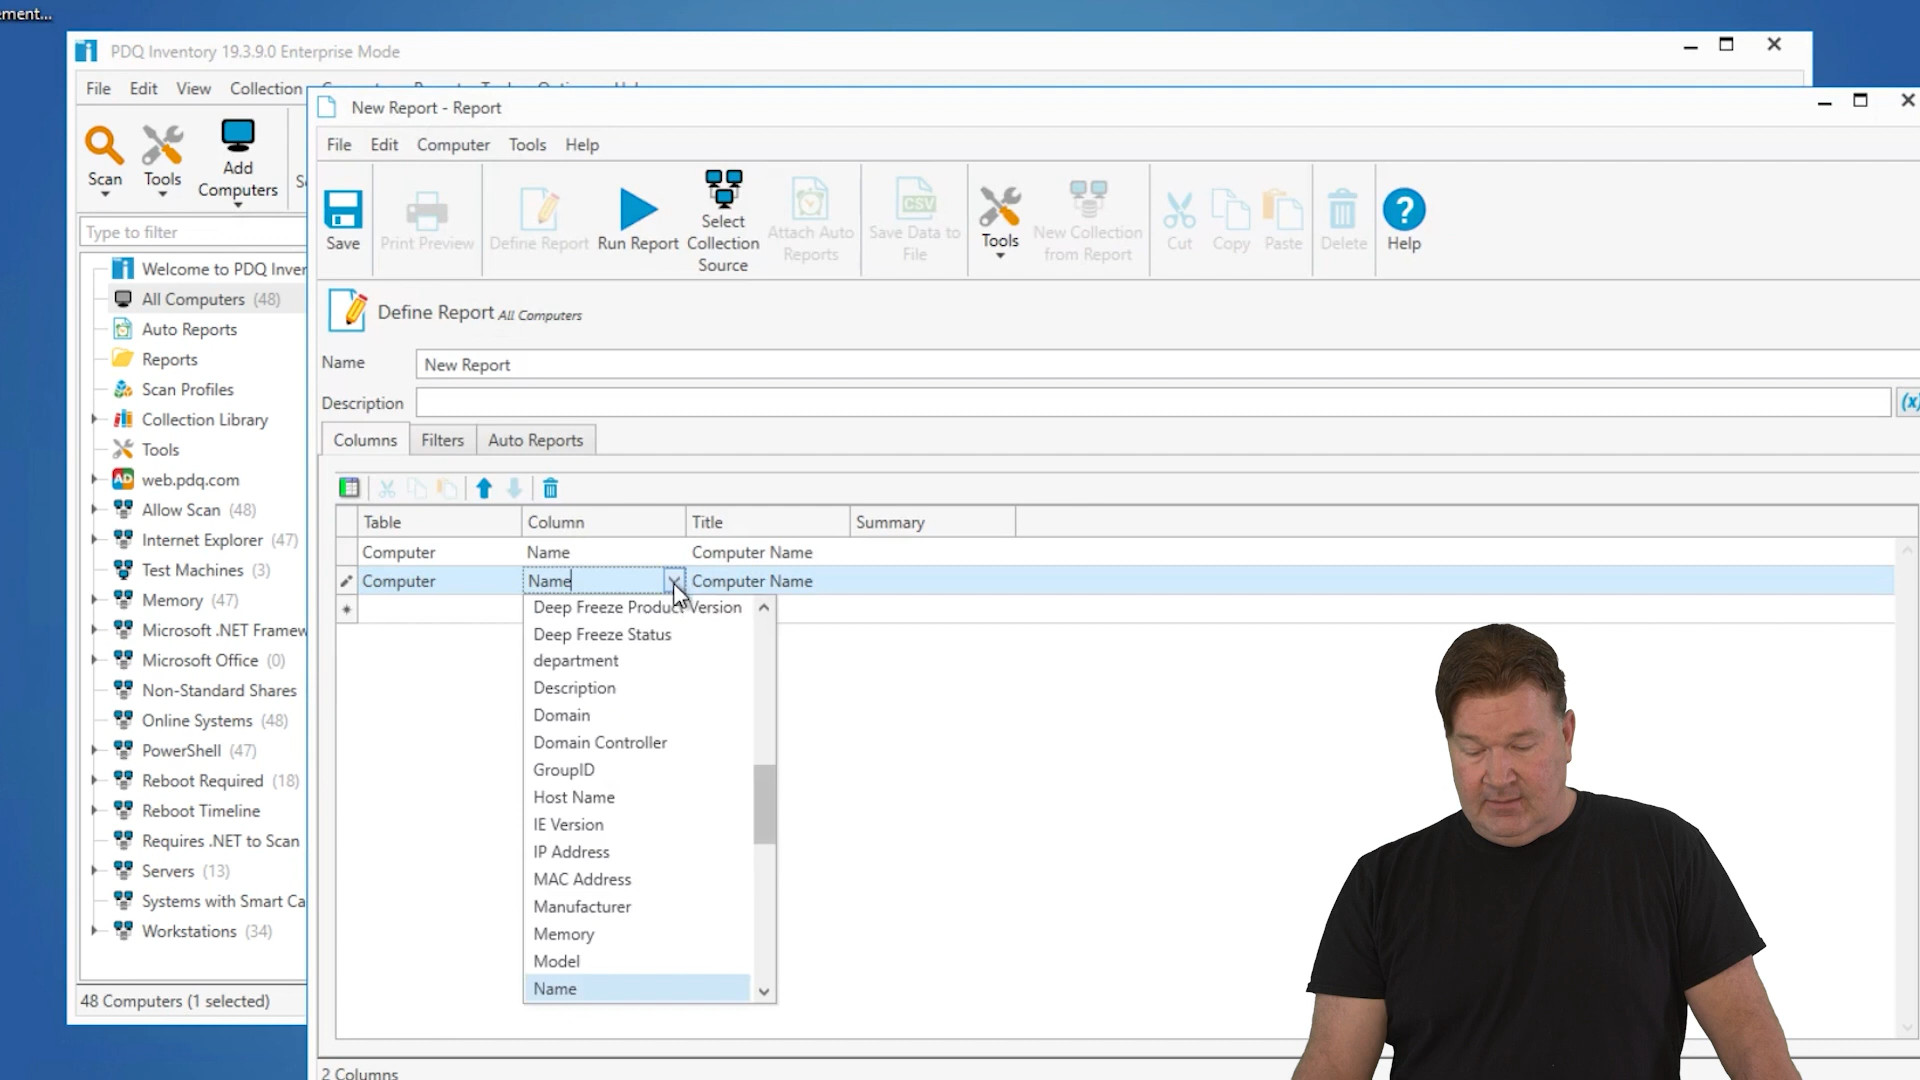 ement...
PDQ Inventory 19.3.9.0 Enterprise Mode
File Edit View Collection
New Report - Report
File Edit Computer Tools Help
Scan
Tools
Add Computers
Save
Print Preview
Define Report
Run Report
Select Collection Source
Attach Auto Reports
Save Data to File
CSV
Tools
New Collection from Report
Cut
Copy
Paste
Delete
Help
Type to filter
Welcome to PDQ Inver
All Computers (48)
Auto Reports
Reports
Scan Profiles
Collection Library
Tools
AD web.pdq.com
Allow Scan (48)
Internet Explorer (47)
Test Machines (3)
Memory (47)
Microsoft .NET Framew
Microsoft Office (0)
Non-Standard Shares
Online Systems (48)
PowerShell (47)
Reboot Required (18)
Reboot Timeline
Requires .NET to Scan
Servers (13)
Systems with Smart Ca
Workstations (34)
48 Computers (1 selected)
Define Report All Computers
Name New Report
Description
(x)
Columns Filters Auto Reports
Table Column Title Summary
Computer Name Computer Name
Computer Name Computer Name
Deep Freeze Product Version
Deep Freeze Status
department
Description
Domain
Domain Controller
GroupID
Host Name
IE Version
IP Address
MAC Address
Manufacturer
Memory
Model
Name
2 Columns